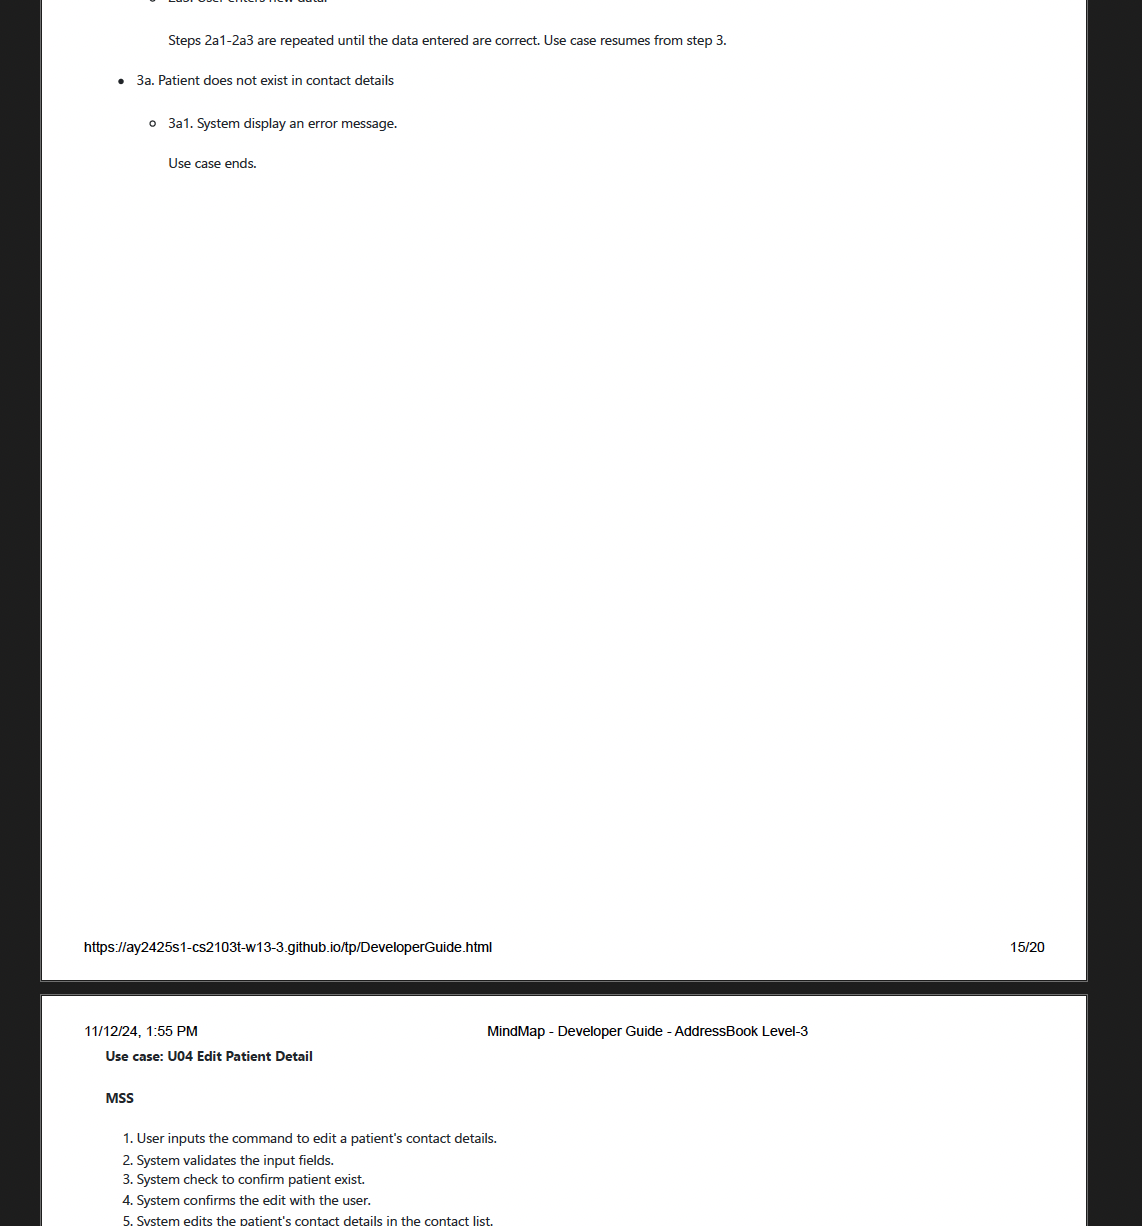 Steps 2a1-2a3 are repeated until the data entered are correct. Use case resumes from step 3.
3a. Patient does not exist in contact details
3a1. System display an error message.
Use case ends.
https://ay2425s1-cs2103t-w13-3.github.io/tp/DeveloperGuide.html 15/20
11/12/24, 1:55 PM MindMap - Developer Guide - AddressBook Level-3
Use case: U04 Edit Patient Detail
MSS
1. User inputs the command to edit a patient's contact details.
2. System validates the input fields.
3. System check to confirm patient exist.
4. System confirms the edit with the user.
5. System edits the patient's contact details in the contact list.